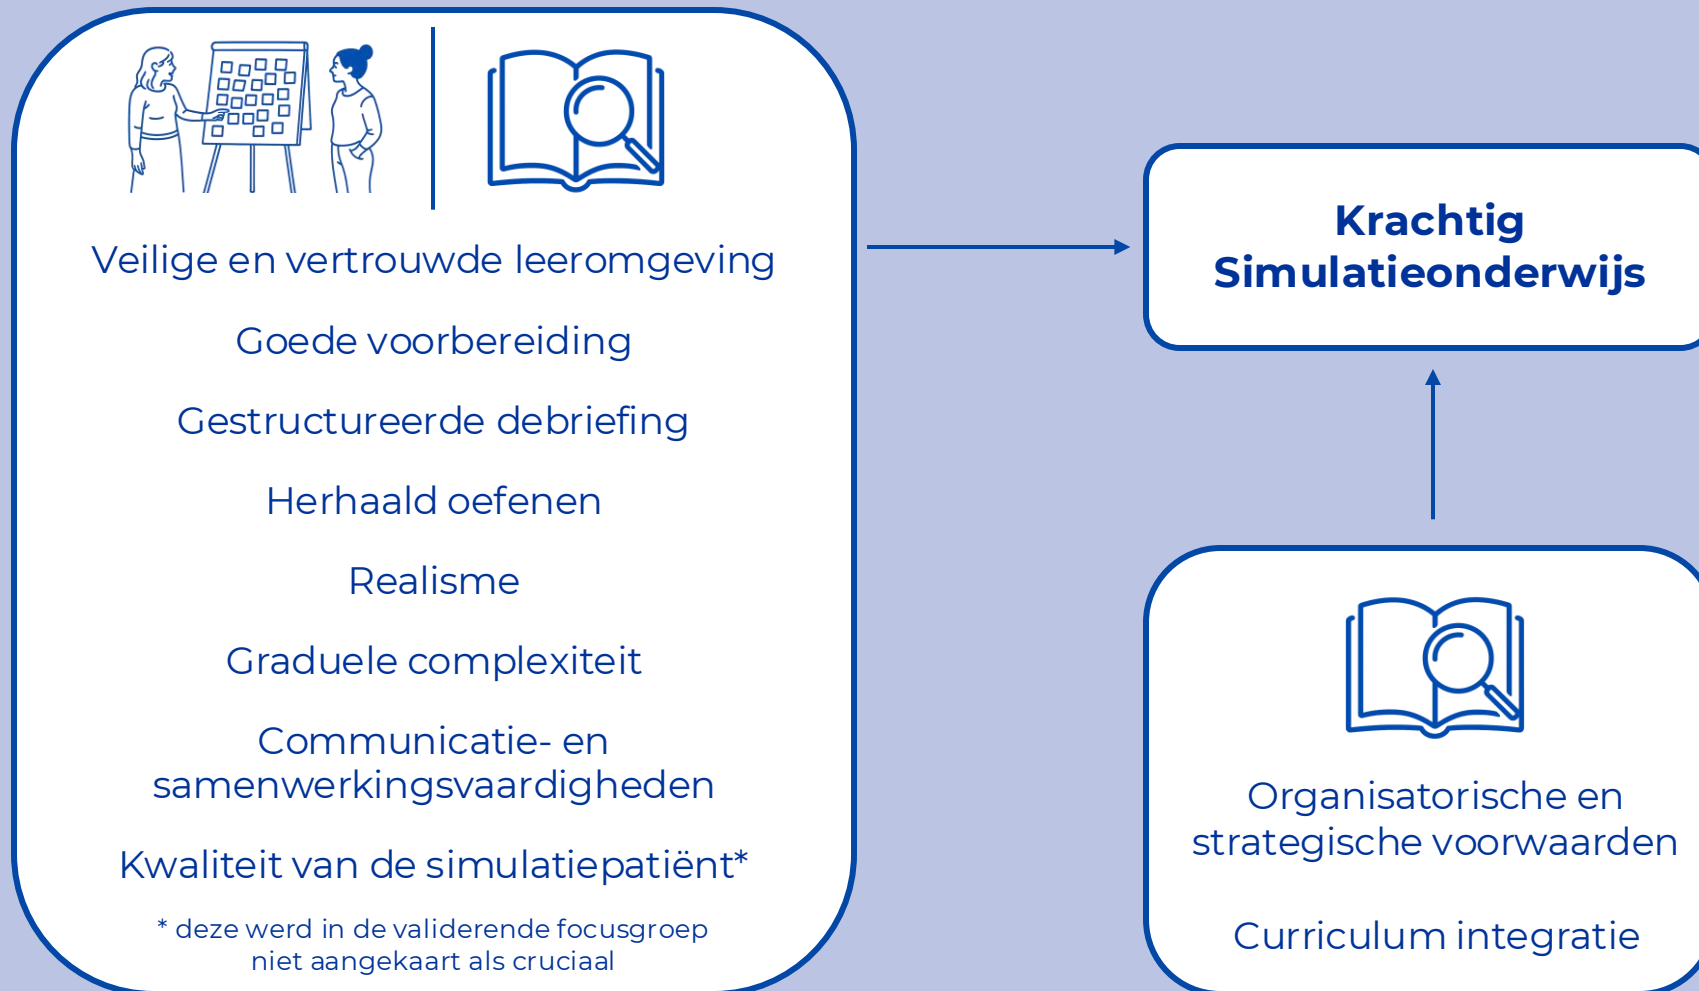 Veilige en vertrouwde leeromgeving
Goede voorbereiding
Gestructureerde debriefing
Herhaald oefenen
Realisme
Graduele complexiteit
Communicatie- en
samenwerkingsvaardigheden
Kwaliteit van de simulatiepatiënt*
* deze werd in de validerende focusgroep
niet aangekaart als cruciaal
Krachtig
Simulatieonderwijs
Organisatorische en
strategische voorwaarden
Curriculum integratie